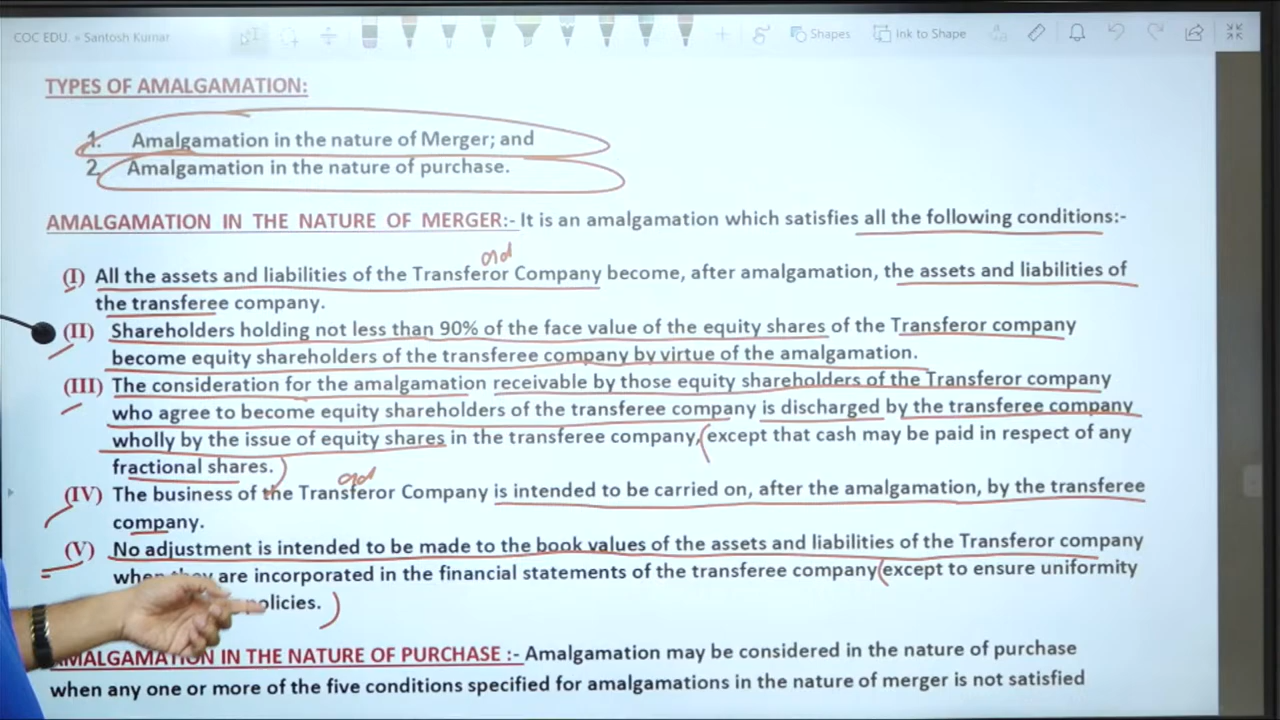 COC EDU. » Santosh Kumar
Shapes
Ink to Shape
TYPES OF AMALGAMATION:
1. Amalgamation in the nature of Merger; and
2. Amalgamation in the nature of purchase.
AMALGAMATION IN THE NATURE OF MERGER:- It is an amalgamation which satisfies all the following conditions:-
(I) All the assets and liabilities of the Transferor Company become, after amalgamation, the assets and liabilities of
the transferee company.
(II) Shareholders holding not less than 90% of the face value of the equity shares of the Transferor company
become equity shareholders of the transferee company by virtue of the amalgamation.
(III) The consideration for the amalgamation receivable by those equity shareholders of the Transferor company
who agree to become equity shareholders of the transferee company is discharged by the transferee company
wholly by the issue of equity shares in the transferee company, except that cash may be paid in respect of any
fractional shares.
(IV) The business of the Transferor Company is intended to be carried on, after the amalgamation, by the transferee
company.
(V) No adjustment is intended to be made to the book values of the assets and liabilities of the Transferor company
when they are incorporated in the financial statements of the transferee company except to ensure uniformity
policies.
AMALGAMATION IN THE NATURE OF PURCHASE :- Amalgamation may be considered in the nature of purchase
when any one or more of the five conditions specified for amalgamations in the nature of merger is not satisfied